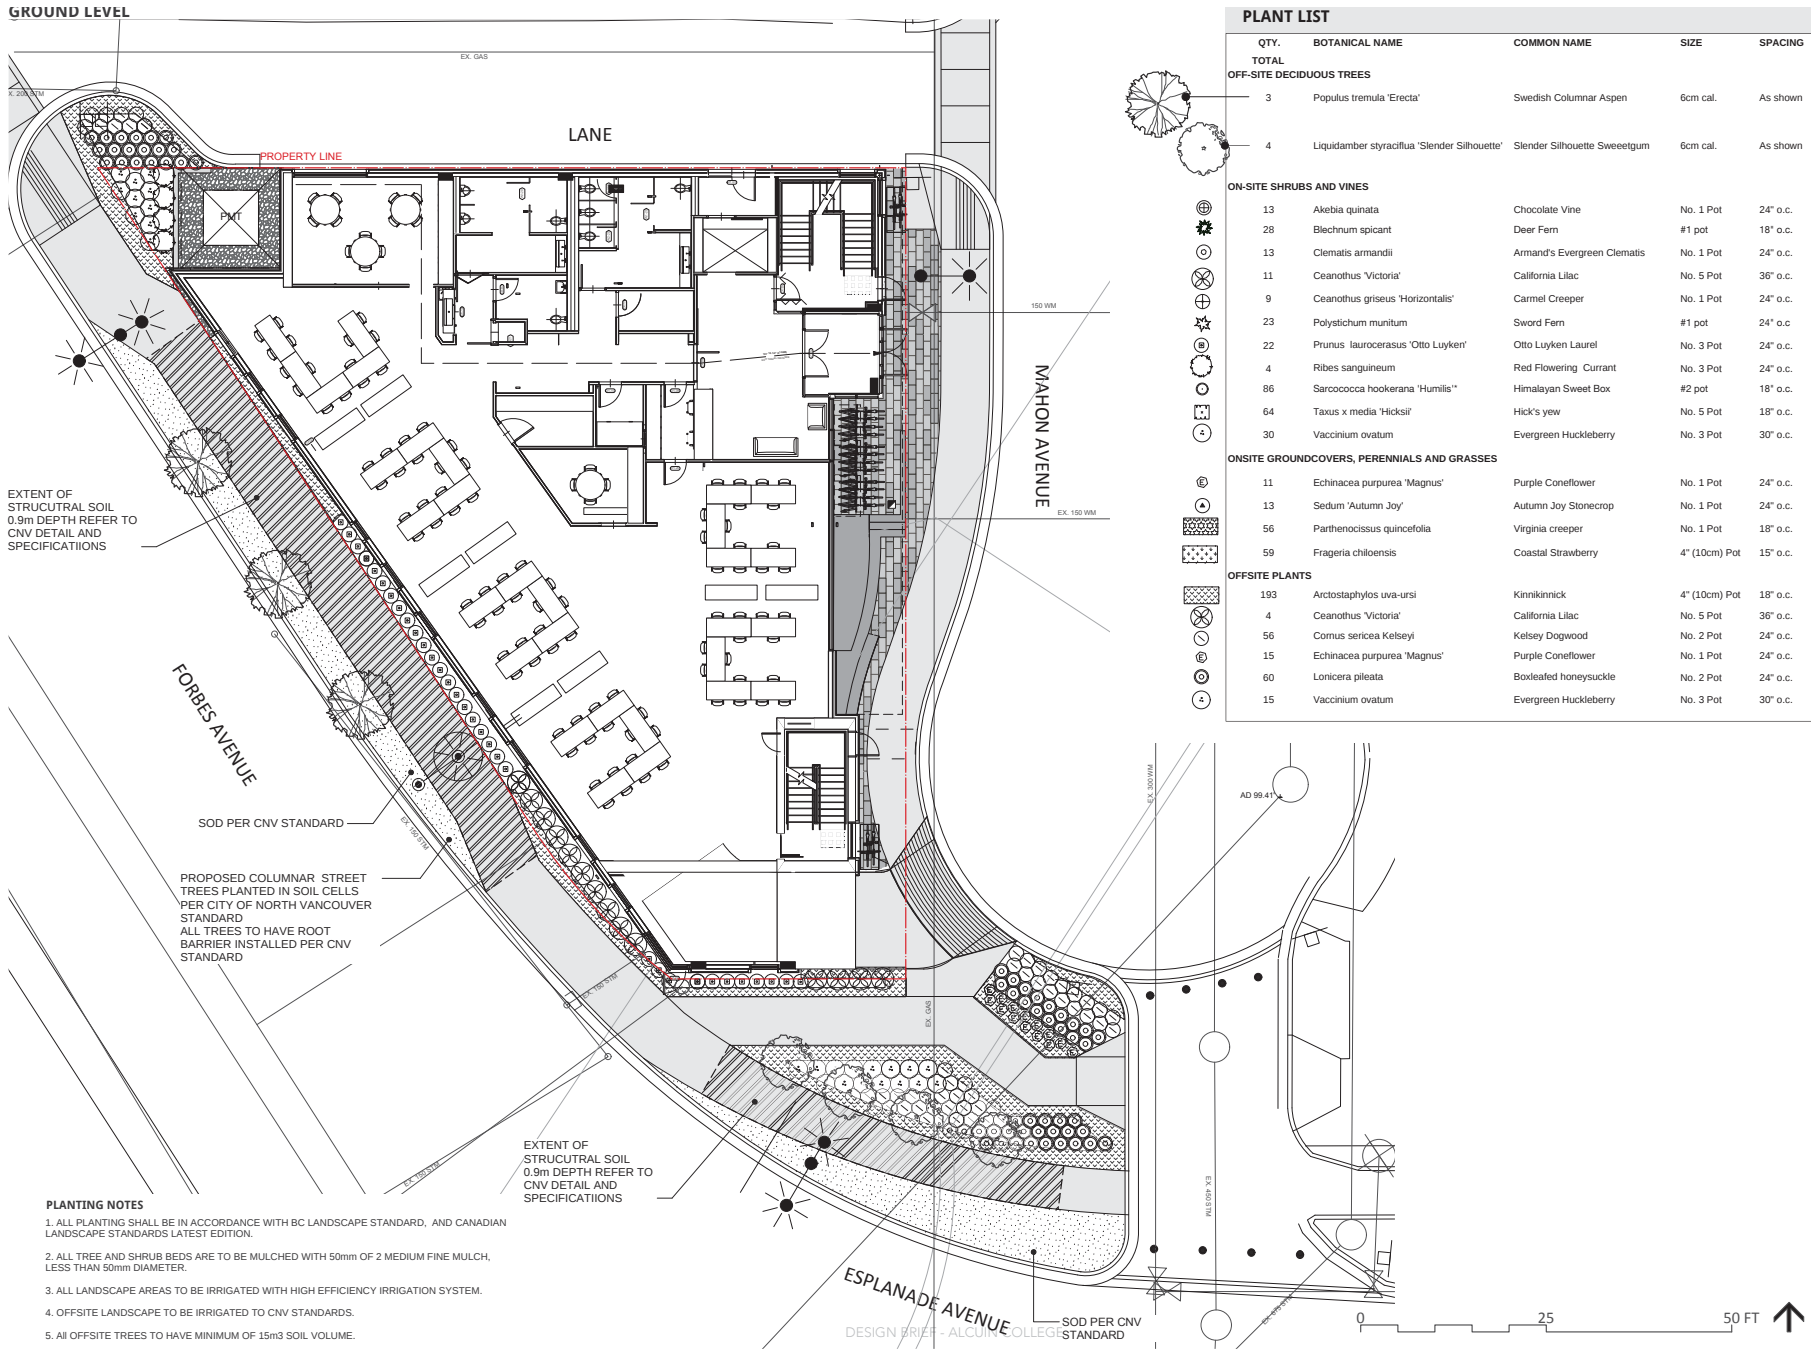 GROUND LEVEL
EX. GAS
X. 200 STM
LANE
PROPERTY LINE
PMT
150 WM
EX. 150 WM
MAHON AVENUE
EXTENT OF
STRUCUTRAL SOIL
0.9m DEPTH REFER TO
CNV DETAIL AND
SPECIFICATIIONS
FORBES AVENUE
SOD PER CNV STANDARD
EX. 150 STM
PROPOSED COLUMNAR STREET
TREES PLANTED IN SOIL CELLS
PER CITY OF NORTH VANCOUVER
STANDARD
ALL TREES TO HAVE ROOT
BARRIER INSTALLED PER CNV
STANDARD
EX. 150 STM
EX. GAS
EX. 300 WM
AD 99.41
EX. 450 STM
EX. 675 STM
EX. 150 STM
EXTENT OF
STRUCUTRAL SOIL
0.9m DEPTH REFER TO
CNV DETAIL AND
SPECIFICATIIONS
ESPLANADE AVENUE
SOD PER CNV
STANDARD
DESIGN BRIEF - ALCUIN COLLEGE
0 25 50 FT
PLANTING NOTES
1. ALL PLANTING SHALL BE IN ACCORDANCE WITH BC LANDSCAPE STANDARD, AND CANADIAN
LANDSCAPE STANDARDS LATEST EDITION.
2. ALL TREE AND SHRUB BEDS ARE TO BE MULCHED WITH 50mm OF 2 MEDIUM FINE MULCH,
LESS THAN 50mm DIAMETER.
3. ALL LANDSCAPE AREAS TO BE IRRIGATED WITH HIGH EFFICIENCY IRRIGATION SYSTEM.
4. OFFSITE LANDSCAPE TO BE IRRIGATED TO CNV STANDARDS.
5. All OFFSITE TREES TO HAVE MINIMUM OF 15m3 SOIL VOLUME.
PLANT LIST
QTY. BOTANICAL NAME COMMON NAME SIZE SPACING
TOTAL
OFF-SITE DECIDUOUS TREES
3 Populus tremula 'Erecta' Swedish Columnar Aspen 6cm cal. As shown
4 Liquidamber styraciflua 'Slender Silhouette' Slender Silhouette Sweeetgum 6cm cal. As shown
ON-SITE SHRUBS AND VINES
13 Akebia quinata Chocolate Vine No. 1 Pot 24" o.c.
28 Blechnum spicant Deer Fern #1 pot 18" o.c.
13 Clematis armandii Armand's Evergreen Clematis No. 1 Pot 24" o.c.
11 Ceanothus 'Victoria' California Lilac No. 5 Pot 36" o.c.
9 Ceanothus griseus 'Horizontalis' Carmel Creeper No. 1 Pot 24" o.c.
23 Polystichum munitum Sword Fern #1 pot 24" o.c
22 Prunus laurocerasus 'Otto Luyken' Otto Luyken Laurel No. 3 Pot 24" o.c.
4 Ribes sanguineum Red Flowering Currant No. 3 Pot 24" o.c.
86 Sarcococca hookerana 'Humilis'" Himalayan Sweet Box #2 pot 18" o.c.
64 Taxus x media 'Hicksii' Hick's yew No. 5 Pot 18" o.c.
30 Vaccinium ovatum Evergreen Huckleberry No. 3 Pot 30" o.c.
ONSITE GROUNDCOVERS, PERENNIALS AND GRASSES
11 Echinacea purpurea 'Magnus' Purple Coneflower No. 1 Pot 24" o.c.
13 Sedum 'Autumn Joy' Autumn Joy Stonecrop No. 1 Pot 24" o.c.
56 Parthenocissus quincefolia Virginia creeper No. 1 Pot 18" o.c.
59 Frageria chiloensis Coastal Strawberry 4" (10cm) Pot 15" o.c.
OFFSITE PLANTS
193 Arctostaphylos uva-ursi Kinnikinnick 4" (10cm) Pot 18" o.c.
4 Ceanothus 'Victoria' California Lilac No. 5 Pot 36" o.c.
56 Cornus sericea Kelseyi Kelsey Dogwood No. 2 Pot 24" o.c.
15 Echinacea purpurea 'Magnus' Purple Coneflower No. 1 Pot 24" o.c.
60 Lonicera pileata Boxleafed honeysuckle No. 2 Pot 24" o.c.
15 Vaccinium ovatum Evergreen Huckleberry No. 3 Pot 30" o.c.